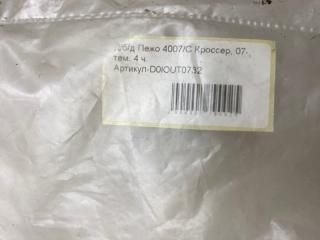 Д/б/д Пежо 4007/С Кроссер, 07-,
тем. 4 ч.
Артикул-D0IOUT0732